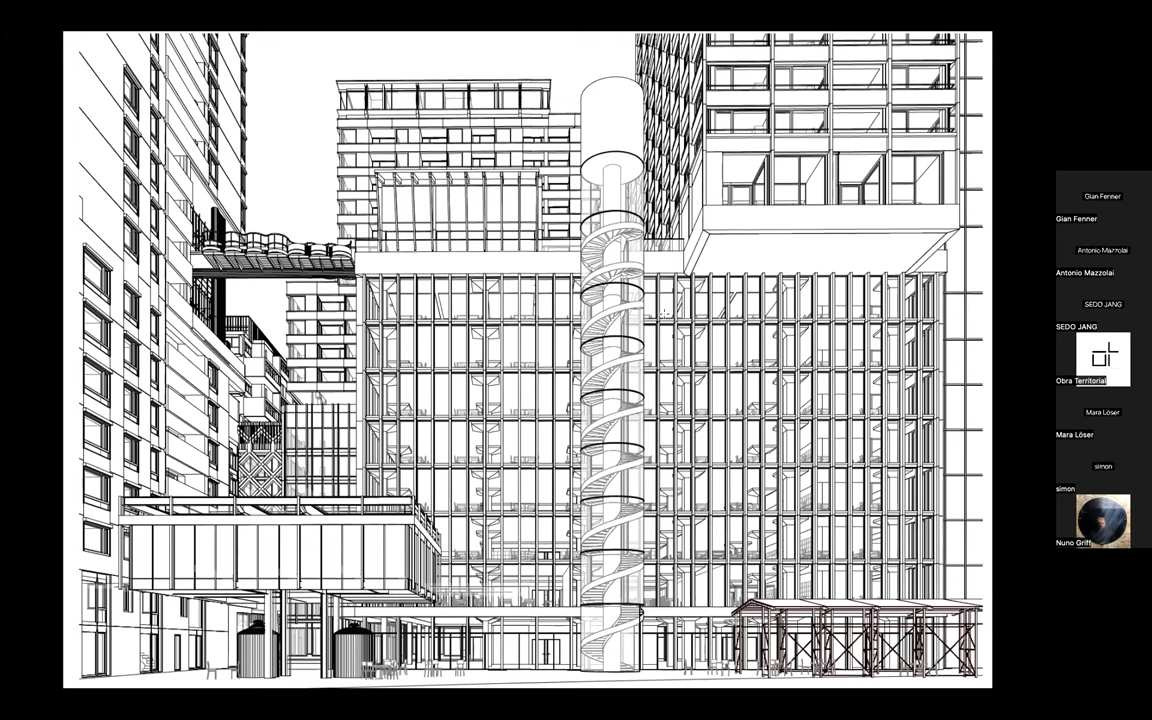 Gian Fenner
Gian Fenner
Antonio Mazzolai
Antonio Mazzolai
SEDO JANG
SEDO JANG
Obra Territorial
Mara Löser
Mara Löser
simon
simon
Nuno Griff